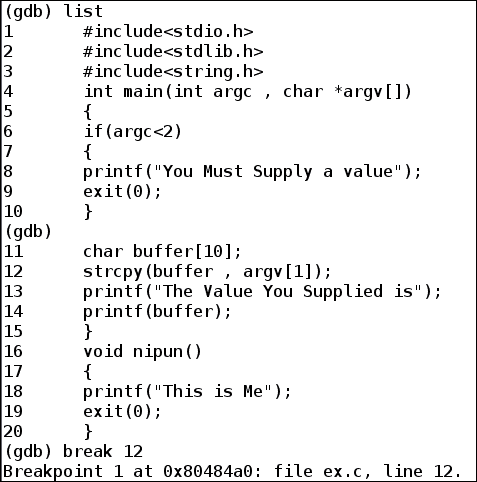 (gdb) list
1 #include<stdio.h>
2 #include<stdlib.h>
3 #include<string.h>
4 int main(int argc , char *argv[])
5 {
6 if(argc<2)
7 {
8 printf("You Must Supply a value");
9 exit(0);
10 }
(gdb)
11 char buffer[10];
12 strcpy(buffer , argv[1]);
13 printf("The Value You Supplied is");
14 printf(buffer);
15 }
16 void nipun()
17 {
18 printf("This is Me");
19 exit(0);
20 }
(gdb) break 12
Breakpoint 1 at 0x80484a0: file ex.c, line 12.